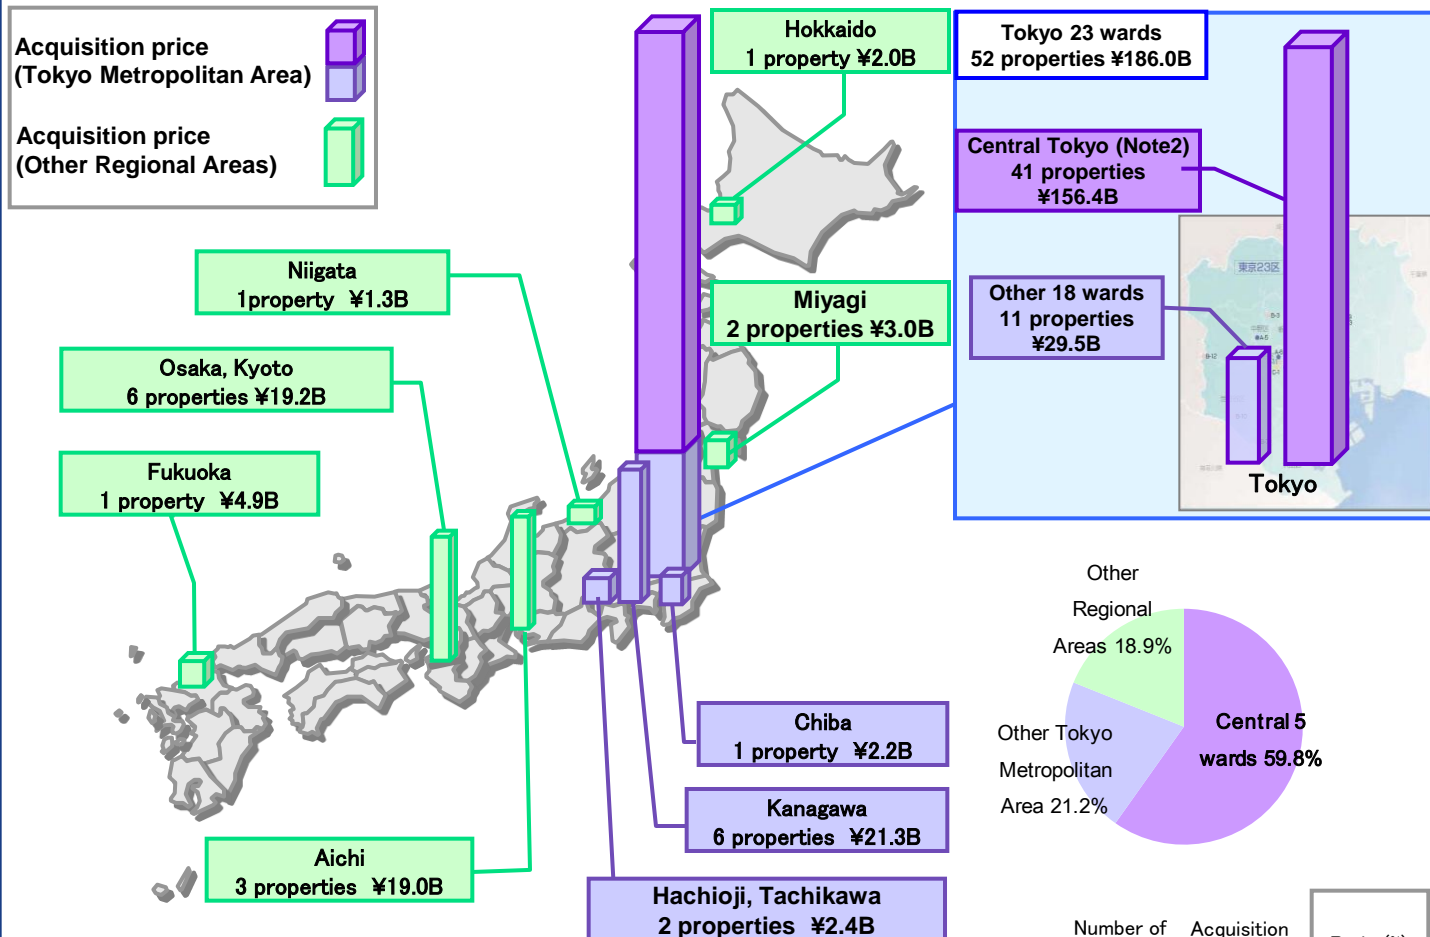 Acquisition price
(Tokyo Metropolitan Area)
Acquisition price
(Other Regional Areas)
Hokkaido
1 property ¥2.0B
Tokyo 23 wards
52 properties ¥186.0B
Central Tokyo (Note2)
41 properties
¥156.4B
Niigata
1property ¥1.3B
Miyagi
2 properties ¥3.0B
東京23区
Other 18 wards
11 properties
¥29.5B
Osaka, Kyoto
6 properties ¥19.2B
Fukuoka
1 property ¥4.9B
Tokyo
Other
Regional
Areas 18.9%
Central 5
wards 59.8%
Other Tokyo
Metropolitan
Area 21.2%
Chiba
1 property ¥2.2B
Kanagawa
6 properties ¥21.3B
Aichi
3 properties ¥19.0B
Hachioji, Tachikawa
2 properties ¥2.4B
Number of Acquisition